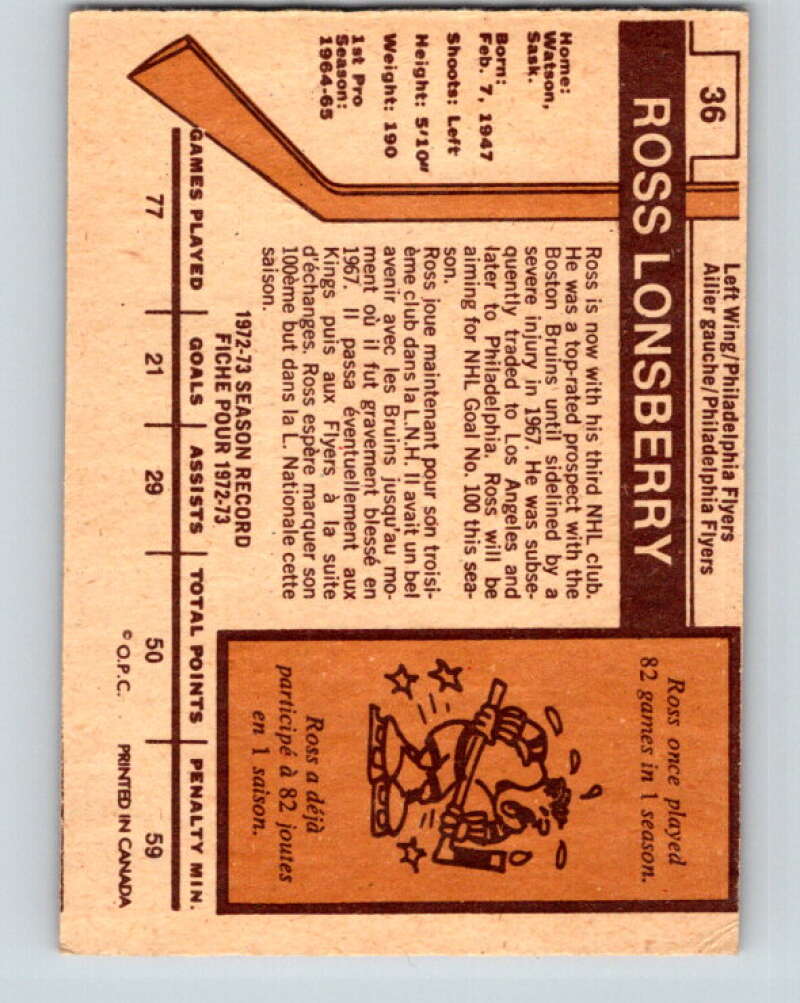 36
Left Wing/Philadelphia Flyers
Ailier gauche/Philadelphia Flyers
ROSS LONSBERRY
Home:
Watson,
Sask.
Born:
Feb. 7, 1947
Shoots: Left
Height: 5'10"
Weight: 190
1st Pro
Season:
1964-65
Ross is now with his third NHL club.
He was a top-rated prospect with the
Boston Bruins until sidelined by a
severe injury in 1967. He was subse-
quently traded to Los Angeles and
later to Philadelphia. Ross will be
aiming for NHL Goal No. 100 this sea-
son.
Ross joue maintenant pour son troisi-
ème club dans la L.N.H. Il avait un bel
avenir avec les Bruins jusqu'au mo-
ment où il fut gravement blessé en
1967. Il passa éventuellement aux
Kings puis aux Flyers à la suite
d'échanges. Ross espère marquer son
100ème but dans la L. Nationale cette
saison.
Ross once played
82 games in 1 season.
Ross a déjà
participé à 82 joutes
en 1 saison.
1972-73 SEASON RECORD
FICHE POUR 1972-73
GAMES PLAYED GOALS ASSISTS TOTAL POINTS PENALTY MIN.
77 21 29 50 59
© O.P.C. PRINTED IN CANADA